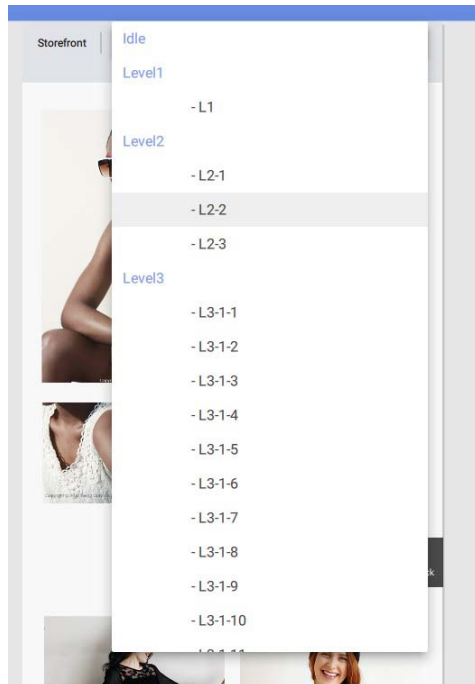 Storefront
Idle
Level1
- L1
Level2
- L2-1
- L2-2
- L2-3
Level3
- L3-1-1
- L3-1-2
- L3-1-3
- L3-1-4
- L3-1-5
- L3-1-6
- L3-1-7
- L3-1-8
- L3-1-9
- L3-1-10